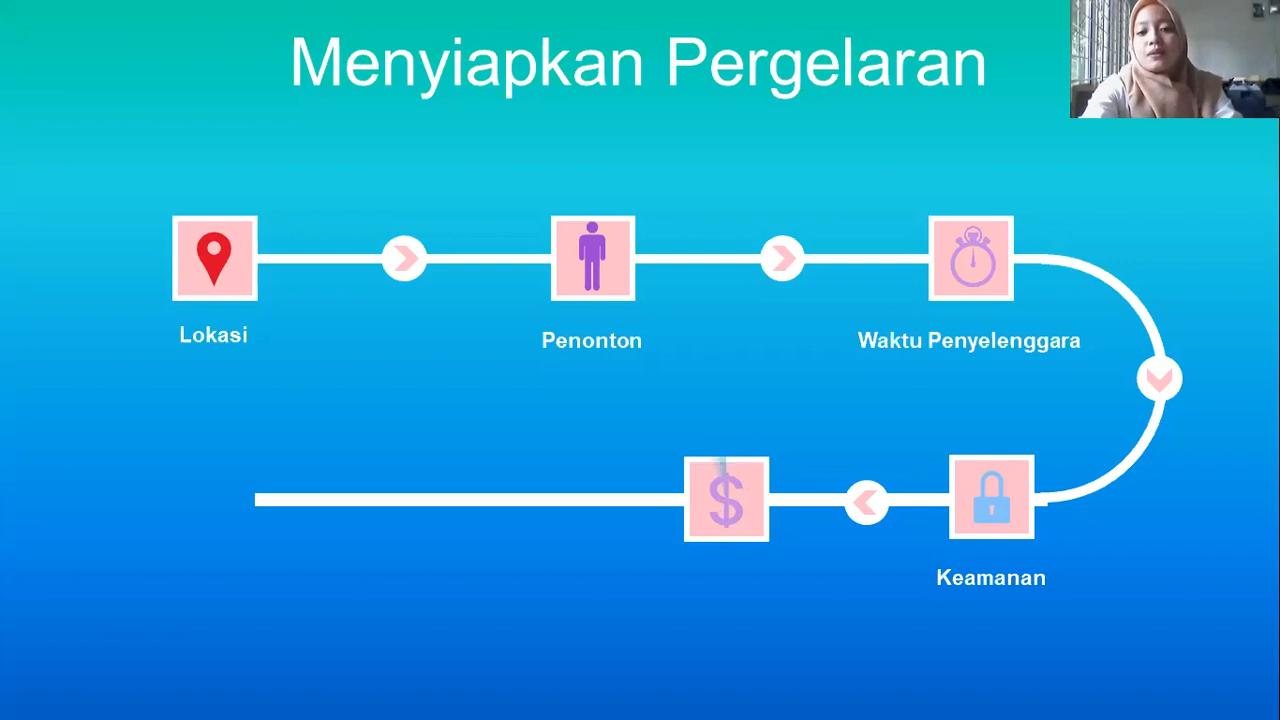 Menyiapkan Pergelaran
Lokasi
Penonton
Waktu Penyelenggara
$
Keamanan